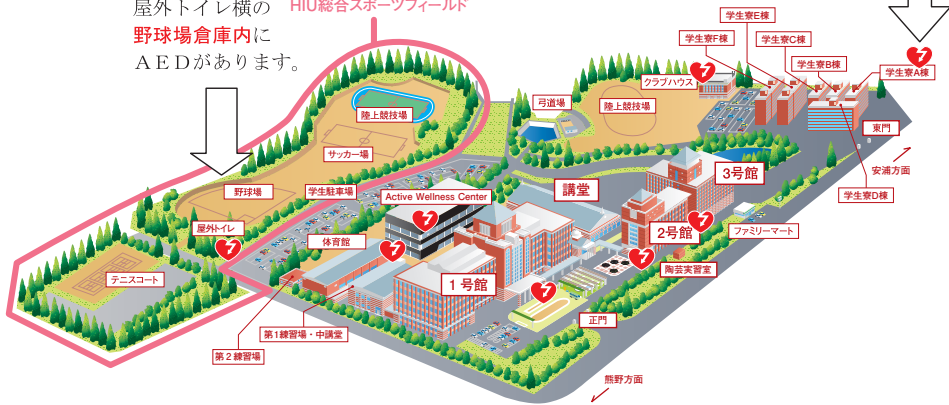 屋外トイレ横の
野球場倉庫内に
ＡＥＤがあります。
HIU総合スポーツフィールド
学生寮E棟
学生寮F棟
学生寮C棟
学生寮B棟
学生寮A棟
クラブハウス
弓道場
陸上競技場
陸上競技場
東門
サッカー場
安浦方面
3号館
講堂
野球場
学生駐車場
Active Wellness Center
学生寮D棟
屋外トイレ
体育館
2号館
ファミリーマート
陶芸実習室
テニスコート
1号館
正門
第1練習場・中講堂
第2練習場
熊野方面